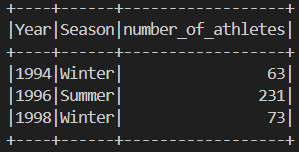 +----+------+------------------+
|Year|Season|number_of_athletes|
+----+------+------------------+
|1994|Winter|                63|
|1996|Summer|               231|
|1998|Winter|                73|
+----+------+------------------+